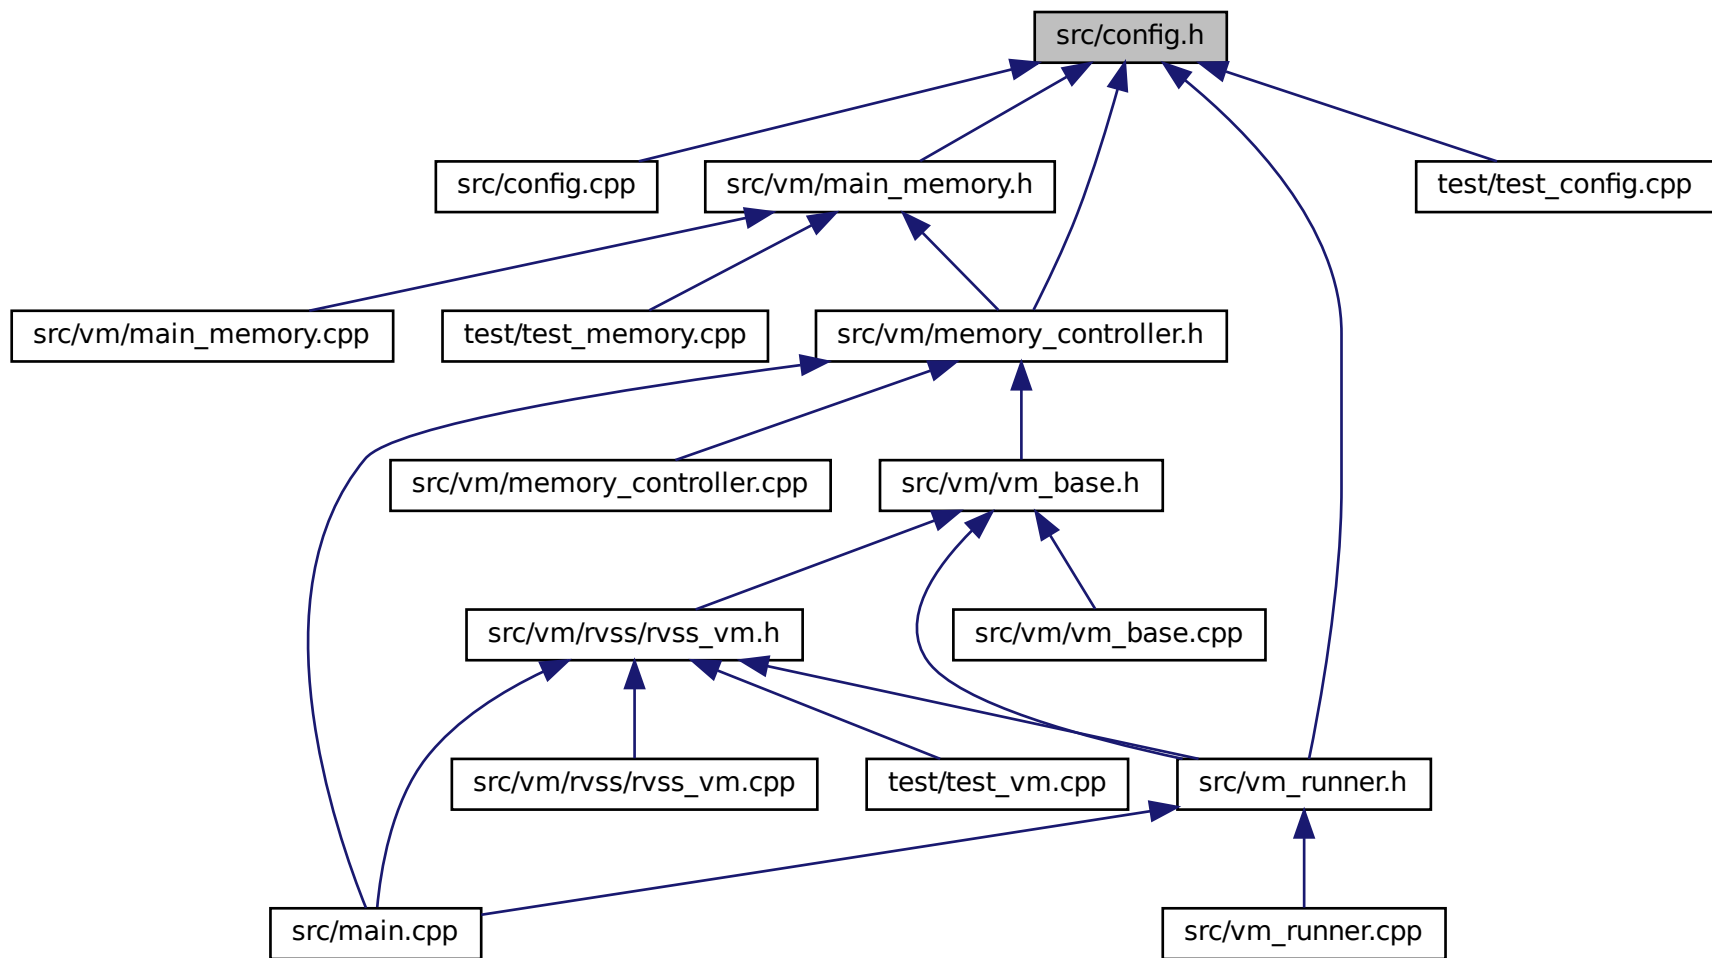 src/config.h
src/config.cpp
src/vm/main_memory.h
test/test_config.cpp
src/vm/main_memory.cpp
test/test_memory.cpp
src/vm/memory_controller.h
src/vm/memory_controller.cpp
src/vm/vm_base.h
src/vm/rvss/rvss_vm.h
src/vm/vm_base.cpp
src/vm/rvss/rvss_vm.cpp
test/test_vm.cpp
src/vm_runner.h
src/main.cpp
src/vm_runner.cpp